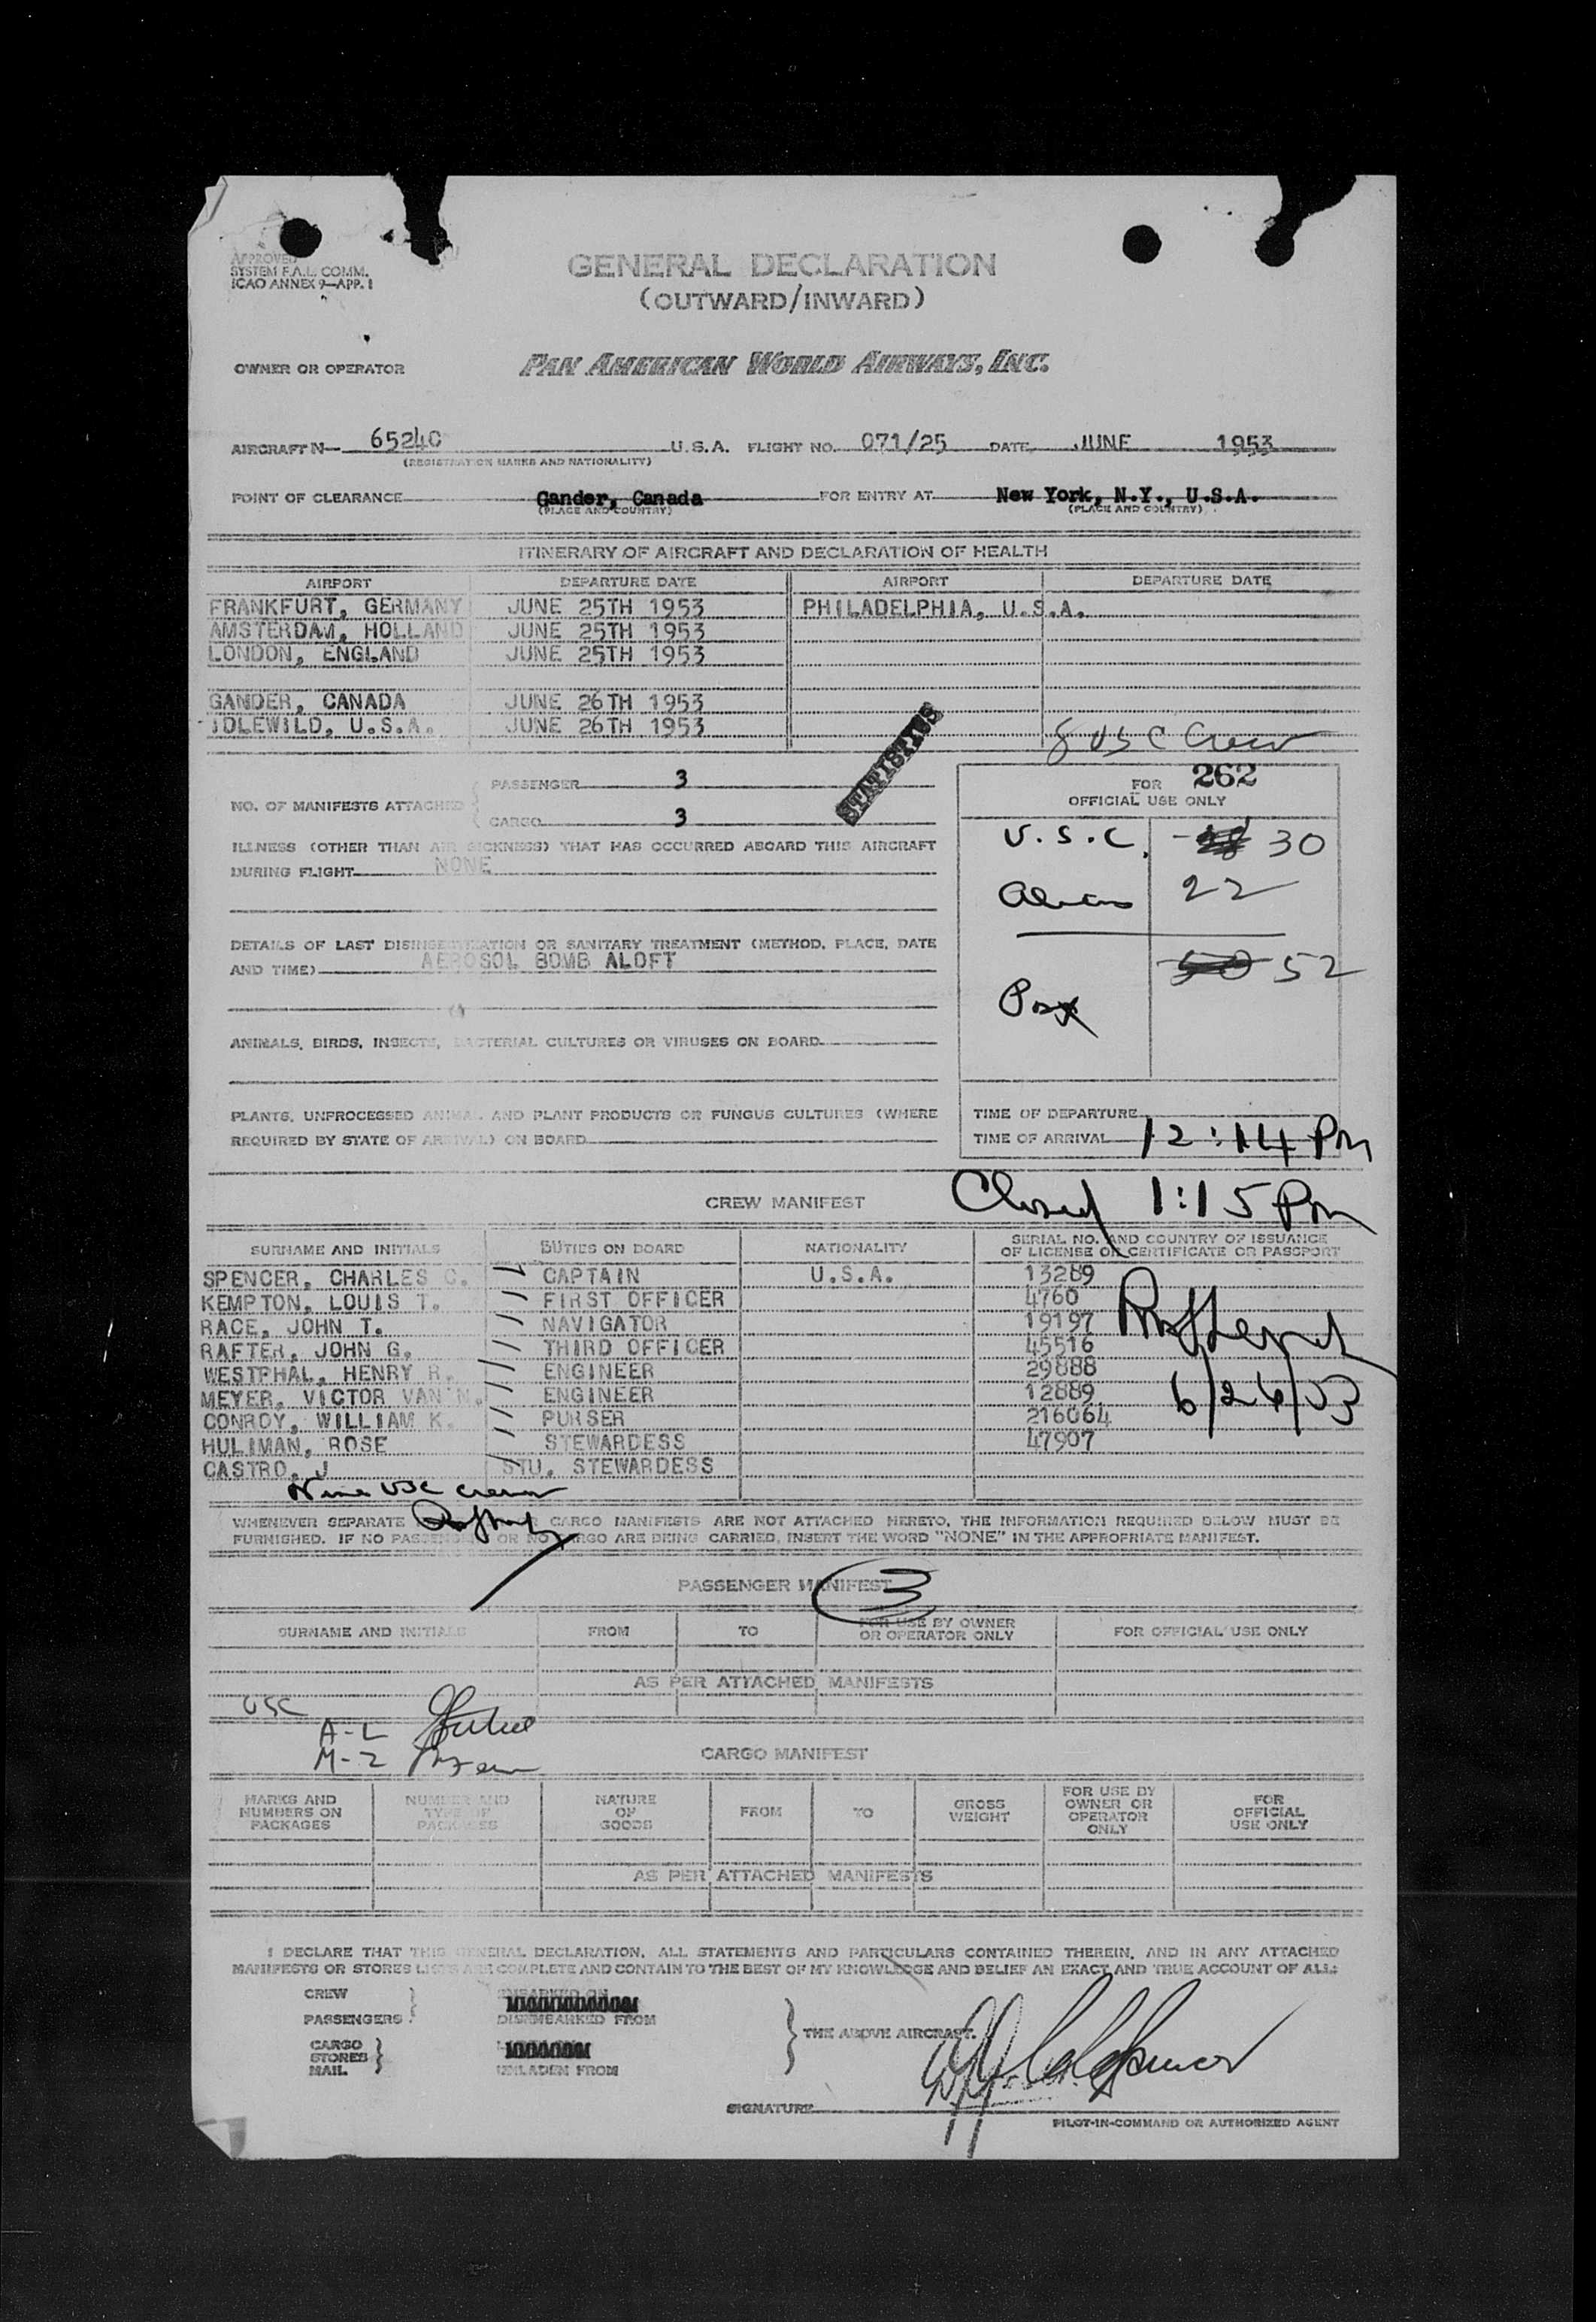 APPROVED
SYSTEM F.A.L. COMM.
ICAO ANNEX 9—APP. 1
GENERAL DECLARATION
(OUTWARD/INWARD)
OWNER OR OPERATOR PAN AMERICAN WORLD AIRWAYS, INC.
AIRCRAFT N— 65240 U.S.A. FLIGHT NO. 071/25 DATE JUNE 1953
(REGISTRATION MARKS AND NATIONALITY)
POINT OF CLEARANCE Gander, Canada FOR ENTRY AT New York, N.Y., U.S.A.
(PLACE AND COUNTRY) (PLACE AND COUNTRY)
ITINERARY OF AIRCRAFT AND DECLARATION OF HEALTH
AIRPORT DEPARTURE DATE AIRPORT DEPARTURE DATE
FRANKFURT, GERMANY JUNE 25TH 1953 PHILADELPHIA, U.S.A.
AMSTERDAM, HOLLAND JUNE 25TH 1953
LONDON, ENGLAND JUNE 25TH 1953
GANDER, CANADA JUNE 26TH 1953
IDLEWILD, U.S.A. JUNE 26TH 1953
8 USC Crew
STATISTICS
NO. OF MANIFESTS ATTACHED
PASSENGER 3
CARGO 3
FOR 262
OFFICIAL USE ONLY
U.S.C. 30
Aliens 22
52
Pax
ILLNESS (OTHER THAN AIR SICKNESS) THAT HAS OCCURRED ABOARD THIS AIRCRAFT
DURING FLIGHT NONE
DETAILS OF LAST DISINSECTIZATION OR SANITARY TREATMENT (METHOD, PLACE, DATE
AND TIME) AEROSOL BOMB ALOFT
ANIMALS, BIRDS, INSECTS, BACTERIAL CULTURES OR VIRUSES ON BOARD
PLANTS, UNPROCESSED ANIMAL AND PLANT PRODUCTS OR FUNGUS CULTURES (WHERE
REQUIRED BY STATE OF ARRIVAL) ON BOARD
TIME OF DEPARTURE
TIME OF ARRIVAL 12:14 PM
Closed 1:15 PM
CREW MANIFEST
SURNAME AND INITIALS DUTIES ON BOARD NATIONALITY SERIAL NO. AND COUNTRY OF ISSUANCE
OF LICENSE OR CERTIFICATE OR PASSPORT
SPENCER, CHARLES C. CAPTAIN U.S.A. 13289
KEMPTON, LOUIS T. FIRST OFFICER 4760
RACE, JOHN T. NAVIGATOR 19197
RAFTER, JOHN G. THIRD OFFICER 45516
WESTPHAL, HENRY R. ENGINEER 29888
MEYER, VICTOR VAN N. ENGINEER 12889
CONROY, WILLIAM K. PURSER 216064
HULIMAN, ROSE STEWARDESS 47907
CASTRO, J STU. STEWARDESS
6/26/53
Nine USC crew
WHENEVER SEPARATE CARGO MANIFESTS ARE NOT ATTACHED HERETO, THE INFORMATION REQUIRED BELOW MUST BE
FURNISHED. IF NO PASSENGERS OR NO CARGO ARE BEING CARRIED, INSERT THE WORD "NONE" IN THE APPROPRIATE MANIFEST.
PASSENGER MANIFEST 3
SURNAME AND INITIALS FROM TO FOR USE BY OWNER
OR OPERATOR ONLY FOR OFFICIAL USE ONLY
AS PER ATTACHED MANIFESTS
USC
A-L
M-Z
CARGO MANIFEST
MARKS AND
NUMBERS ON
PACKAGES
NUMBER AND
TYPE OF
PACKAGES
NATURE
OF
GOODS
FROM
TO
GROSS
WEIGHT
FOR USE BY
OWNER OR
OPERATOR
ONLY
FOR
OFFICIAL
USE ONLY
AS PER ATTACHED MANIFESTS
I DECLARE THAT THIS GENERAL DECLARATION, ALL STATEMENTS AND PARTICULARS CONTAINED THEREIN, AND IN ANY ATTACHED
MANIFESTS OR STORES LISTS ARE COMPLETE AND CONTAIN TO THE BEST OF MY KNOWLEDGE AND BELIEF AN EXACT AND TRUE ACCOUNT OF ALL:
CREW
PASSENGERS
EMBARKED ON
DISEMBARKED FROM
CARGO
STORES
MAIL
UNLADEN FROM
THE ABOVE AIRCRAFT.
SIGNATURE
PILOT-IN-COMMAND OR AUTHORIZED AGENT